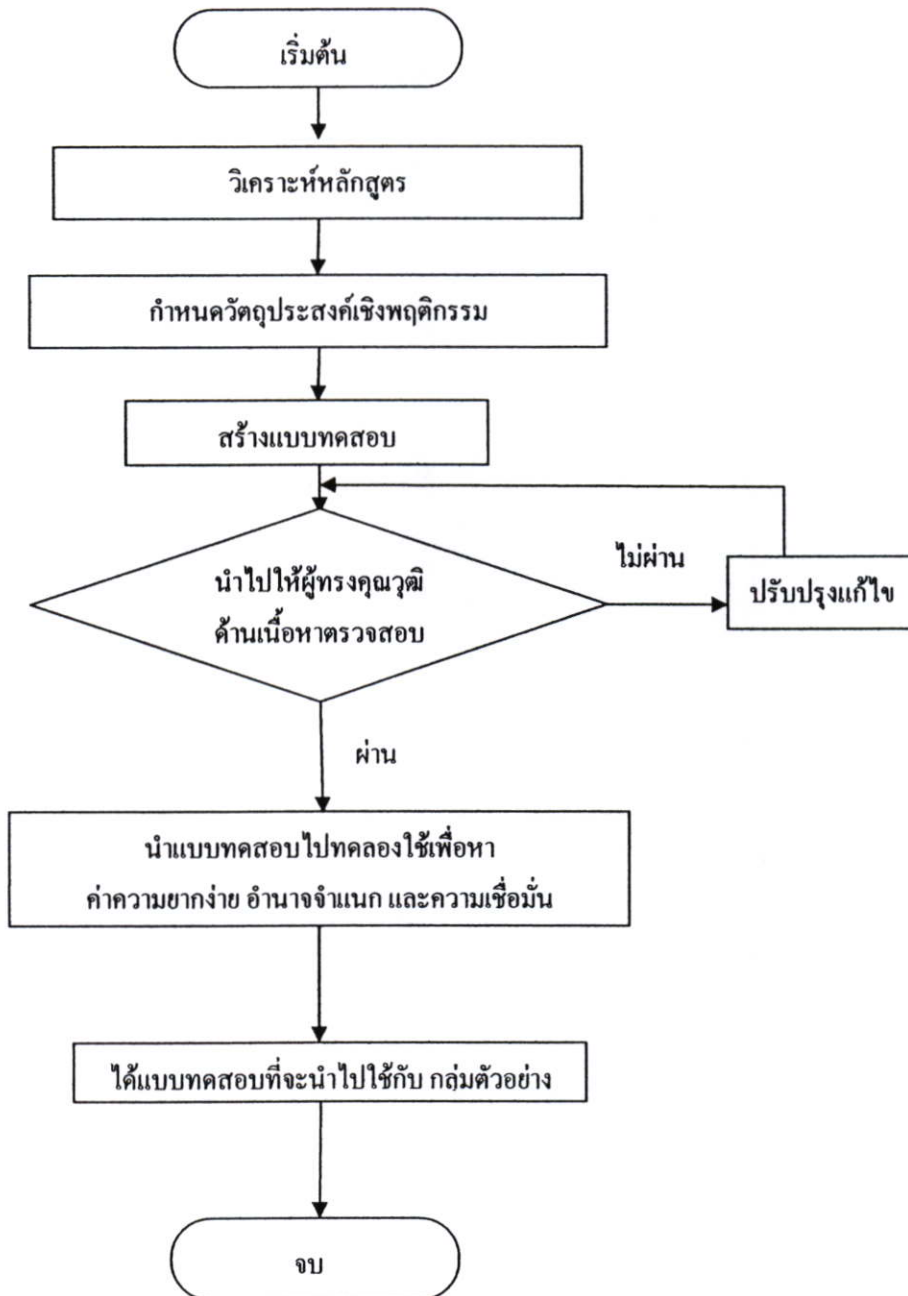 เริ่มต้น
วิเคราะห์หลักสูตร
กำหนดวัตถุประสงค์เชิงพฤติกรรม
สร้างแบบทดสอบ
นำไปให้ผู้ทรงคุณวุฒิ
ด้านเนื้อหาตรวจสอบ
ไม่ผ่าน
ปรับปรุงแก้ไข
ผ่าน
นำแบบทดสอบไปทดลองใช้เพื่อหา
ค่าความยากง่าย อำนาจจำแนก และความเชื่อมั่น
ได้แบบทดสอบที่จะนำไปใช้กับ กลุ่มตัวอย่าง
จบ